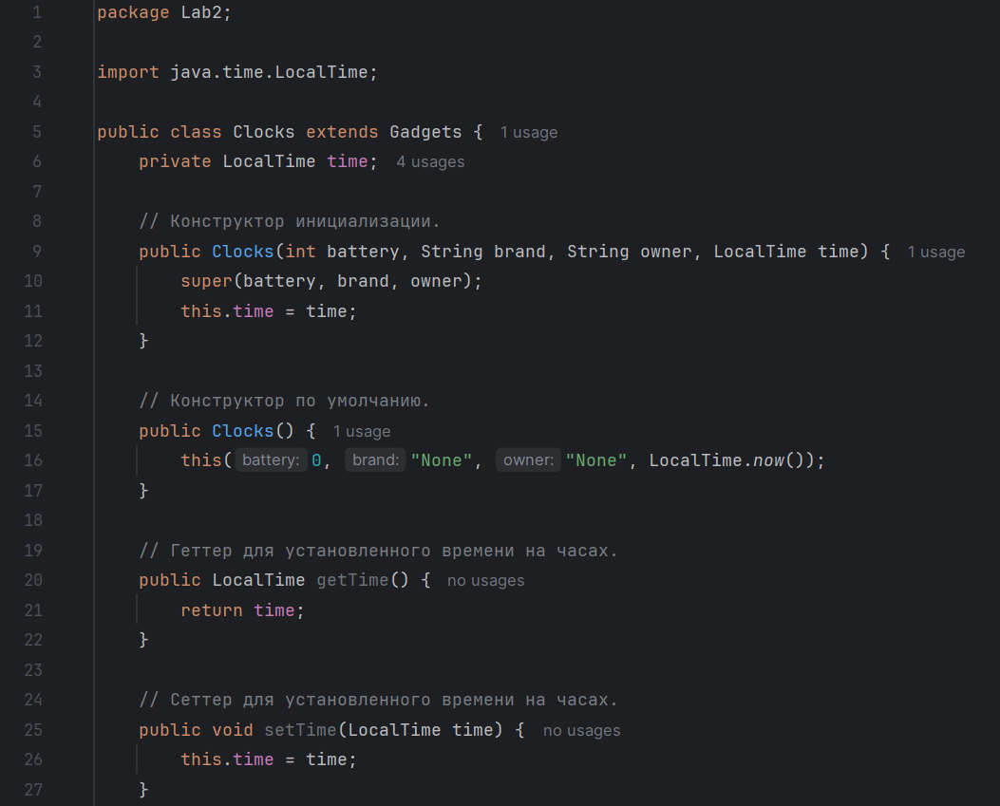 1 package Lab2;
2
3 import java.time.LocalTime;
4
5 public class Clocks extends Gadgets { 1 usage
6 private LocalTime time; 4 usages
7
8 // Конструктор инициализации.
9 public Clocks(int battery, String brand, String owner, LocalTime time) { 1 usage
10 super(battery, brand, owner);
11 this.time = time;
12 }
13
14 // Конструктор по умолчанию.
15 public Clocks() { 1 usage
16 this( battery: 0, brand: "None", owner: "None", LocalTime.now());
17 }
18
19 // Геттер для установленного времени на часах.
20 public LocalTime getTime() { no usages
21 return time;
22 }
23
24 // Сеттер для установленного времени на часах.
25 public void setTime(LocalTime time) { no usages
26 this.time = time;
27 }